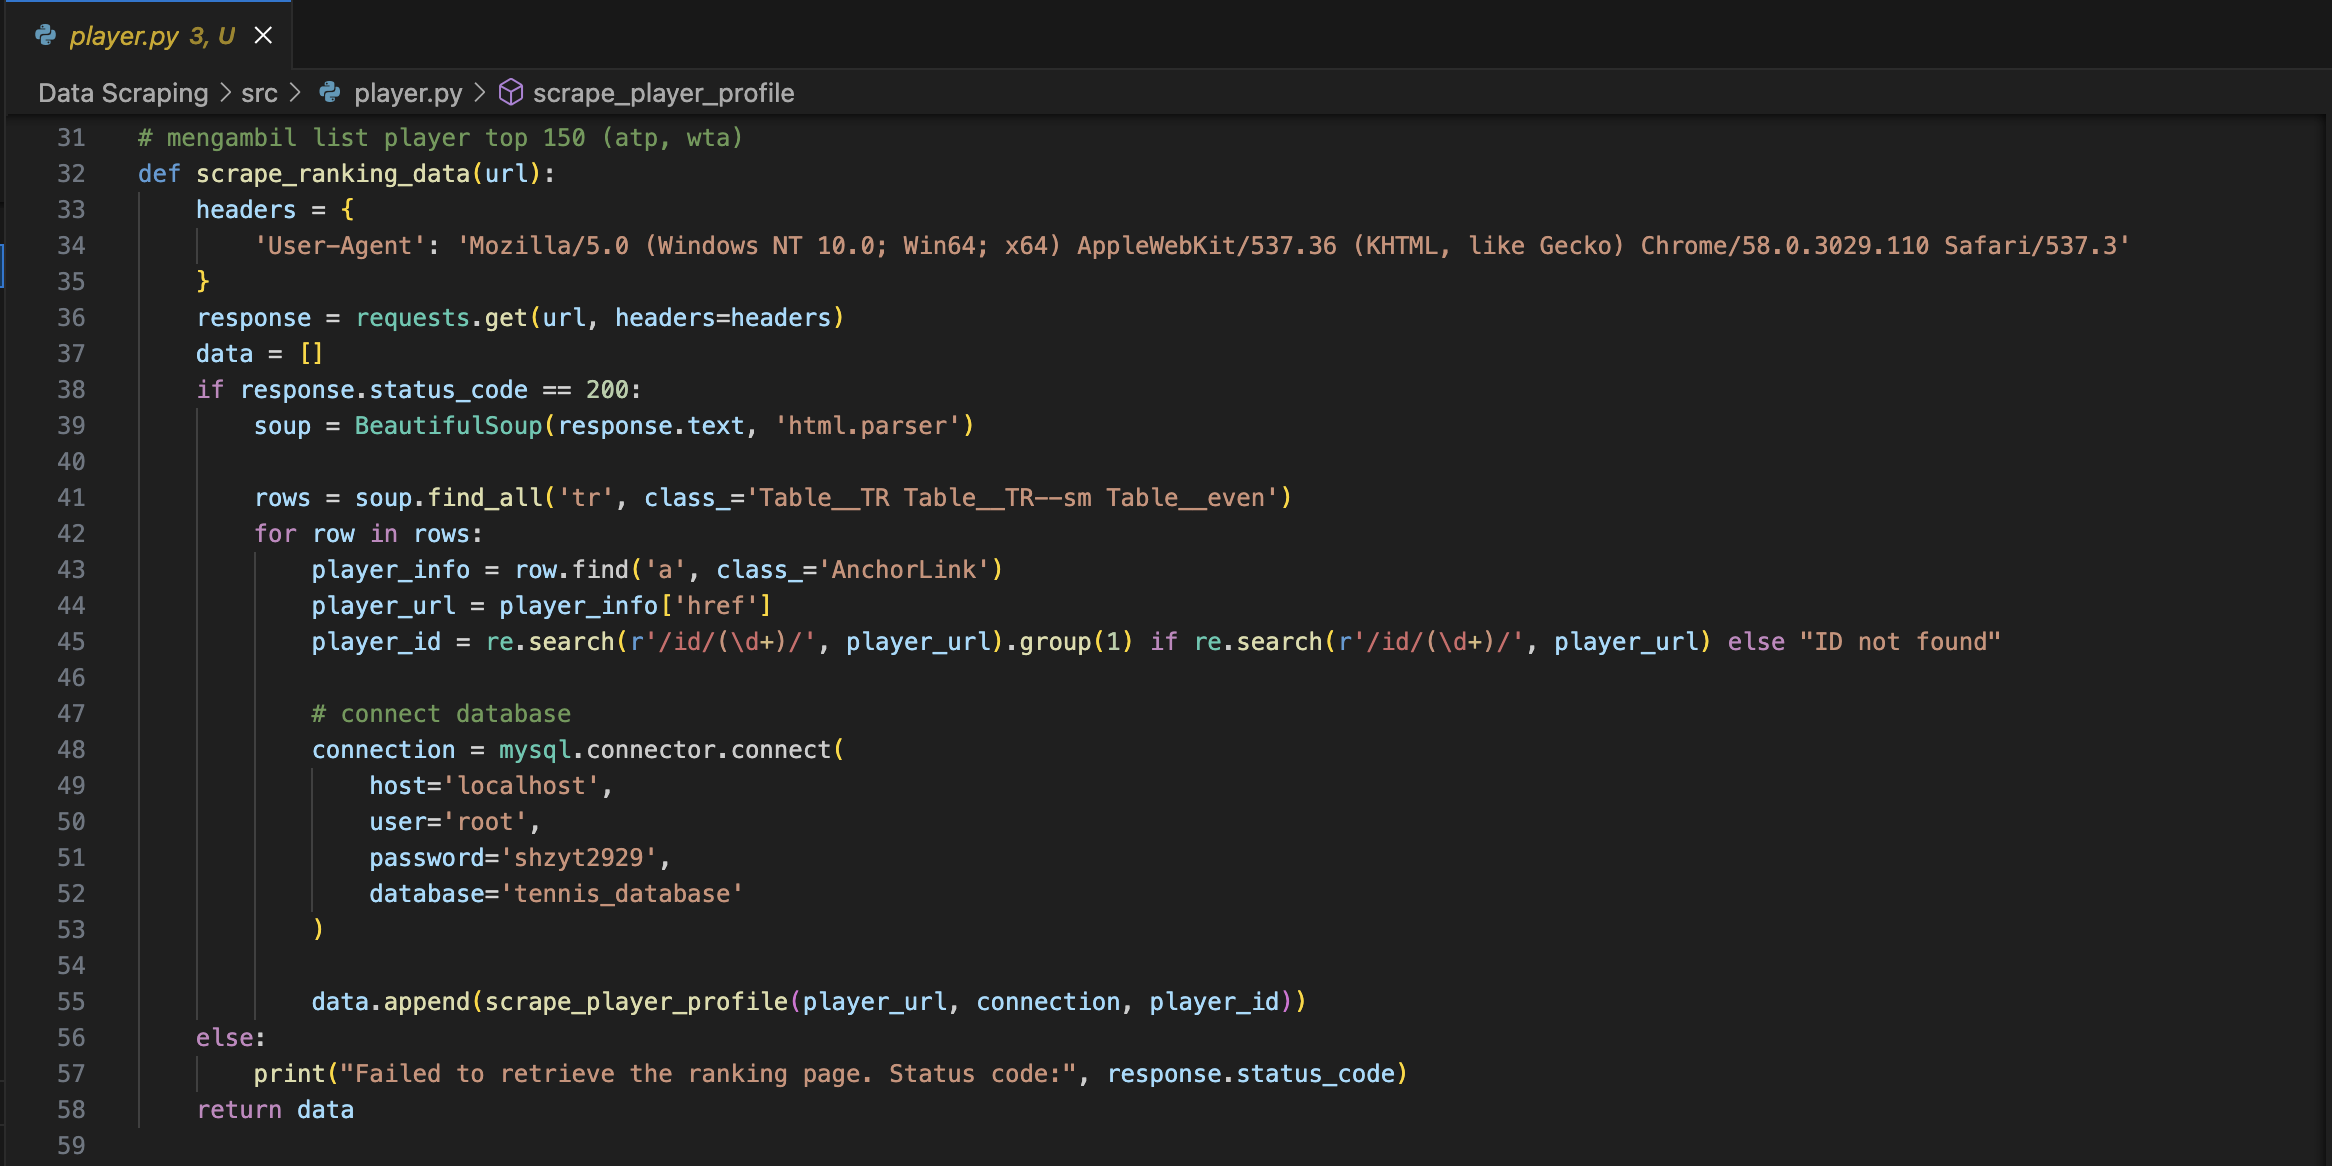 player.py 3, U
Data Scraping > src > player.py > scrape_player_profile
31 # mengambil list player top 150 (atp, wta)
32 def scrape_ranking_data(url):
33     headers = {
34         'User-Agent': 'Mozilla/5.0 (Windows NT 10.0; Win64; x64) AppleWebKit/537.36 (KHTML, like Gecko) Chrome/58.0.3029.110 Safari/537.3'
35     }
36     response = requests.get(url, headers=headers)
37     data = []
38     if response.status_code == 200:
39         soup = BeautifulSoup(response.text, 'html.parser')
40
41         rows = soup.find_all('tr', class_='Table__TR Table__TR--sm Table__even')
42         for row in rows:
43             player_info = row.find('a', class_='AnchorLink')
44             player_url = player_info['href']
45             player_id = re.search(r'/id/(\d+)/', player_url).group(1) if re.search(r'/id/(\d+)/', player_url) else "ID not found"
46
47             # connect database
48             connection = mysql.connector.connect(
49                 host='localhost',
50                 user='root',
51                 password='shzyt2929',
52                 database='tennis_database'
53             )
54
55             data.append(scrape_player_profile(player_url, connection, player_id))
56     else:
57         print("Failed to retrieve the ranking page. Status code:", response.status_code)
58     return data
59